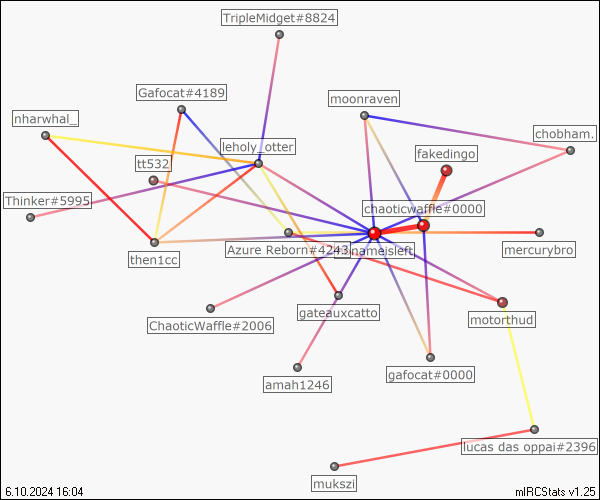 TripleMidget#8824
Gafocat#4189
moonraven
nharwhal_
chobham.
leholy_otter
fakedingo
tt532
Thinker#5995
chaoticwaffle#0000
Azure Reborn#4243
nameisleft
mercurybro
then1cc
gateauxcatto
motorthud
ChaoticWaffle#2006
gafocat#0000
amah1246
lucas das oppai#2396
mukszi
6.10.2024 16:04
mIRCStats v1.25